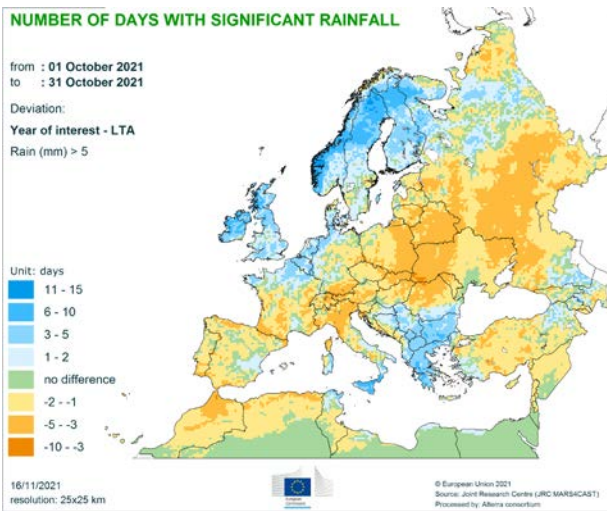 NUMBER OF DAYS WITH SIGNIFICANT RAINFALL
from : 01 October 2021
to : 31 October 2021
Deviation:
Year of interest - LTA
Rain (mm) > 5
Unit: days
11 - 15
6 - 10
3 - 5
1 - 2
no difference
-2 - -1
-5 - -3
-10 - -3
16/11/2021
resolution: 25x25 km
European
Commission
© European Union 2021
Source: Joint Research Centre (JRC MARS4CAST)
Processed by: Alterra consortium